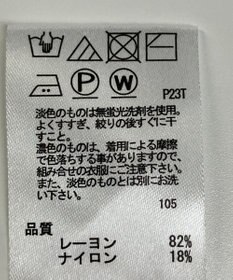 P W
P23T
淡色のものは無蛍光洗剤を使用。
よくすすぎ、絞りの後すぐに干
すこと。
濃色のものは、着用による摩擦
で色落ちする事がありますので、
組み合せの衣服にご注意下さい。
また、淡色のものとは別にお洗
い下さい。
105
品質
レーヨン 82%
ナイロン 18%